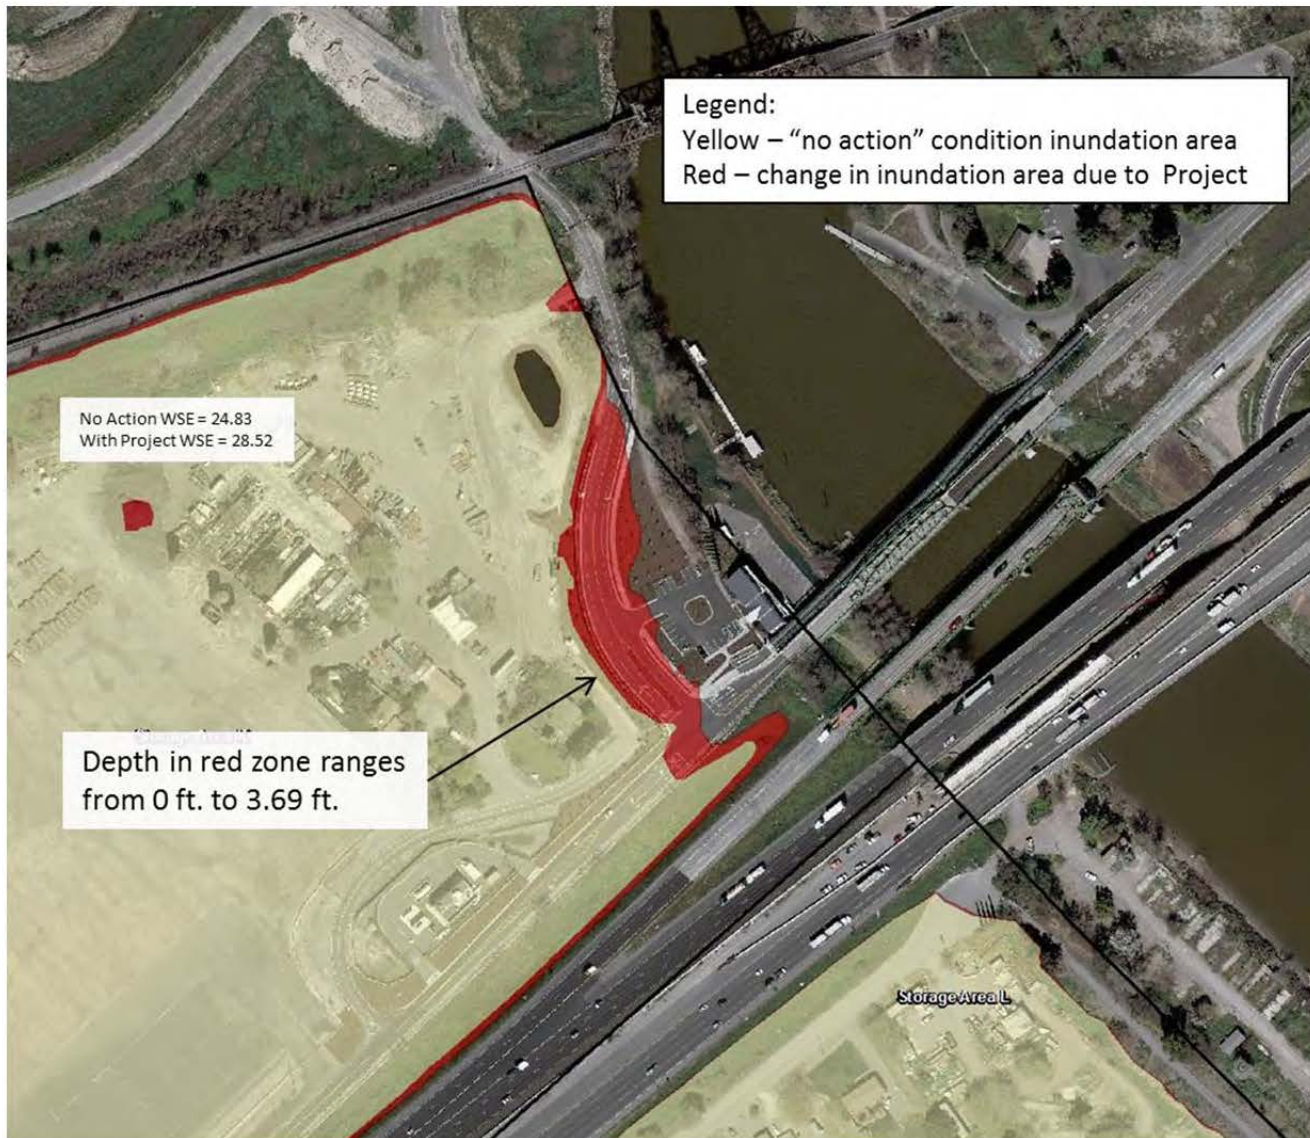 Legend:
Yellow – “no action” condition inundation area
Red – change in inundation area due to Project
No Action WSE = 24.83
With Project WSE = 28.52
Depth in red zone ranges
from 0 ft. to 3.69 ft.
Storage Area L